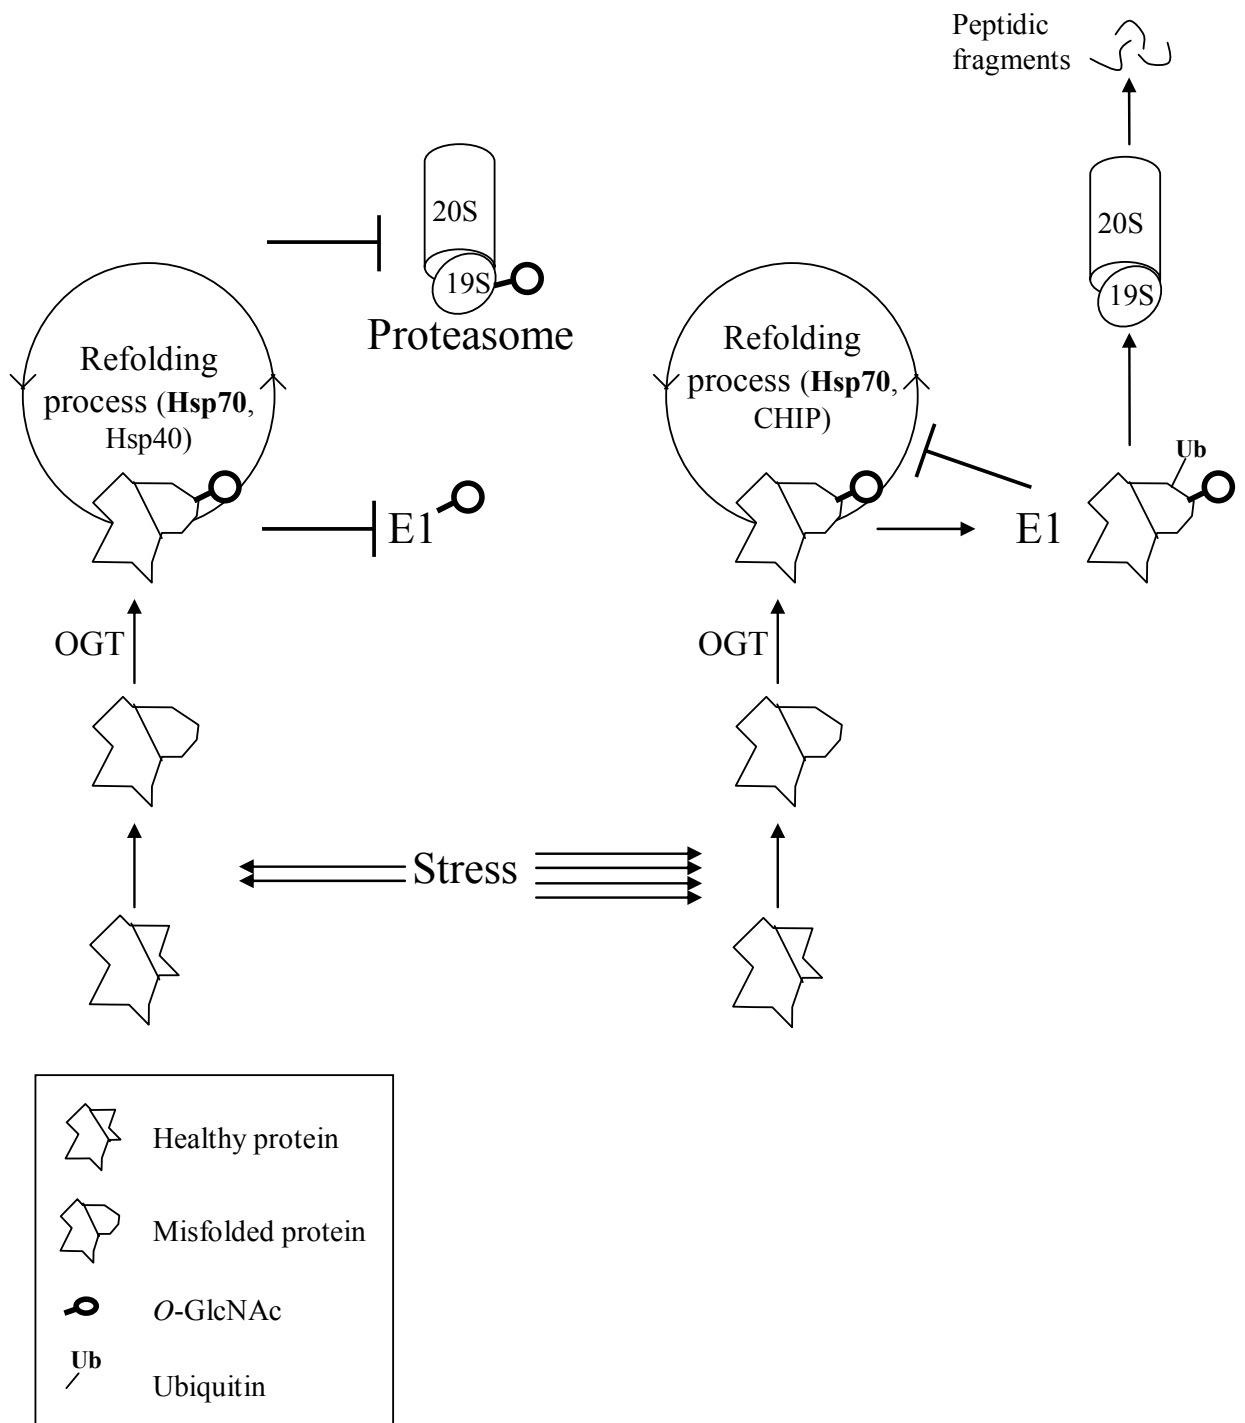 Peptidic
fragments
20S
19S
Proteasome
20S
19S
Refolding
process (Hsp70,
Hsp40)
Refolding
process (Hsp70,
CHIP)
E1
E1
Ub
OGT
OGT
Stress
Healthy protein
Misfolded protein
O-GlcNAc
Ub
Ubiquitin